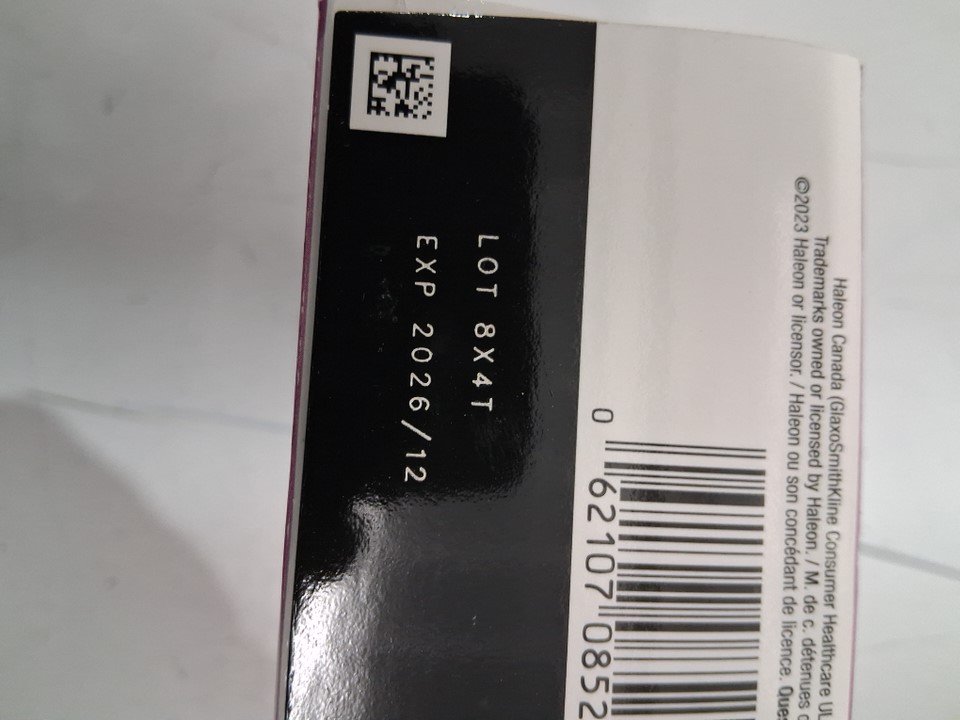 Haleon Canada (GlaxoSmithKline Consumer Healthcare
Trademarks owned or licensed by Haleon. / M. de c. détenues
©2023 Haleon or licensor. / Haleon ou son concédant de licence.
0 62107 0852
LOT 8X4T
EXP 2026/12